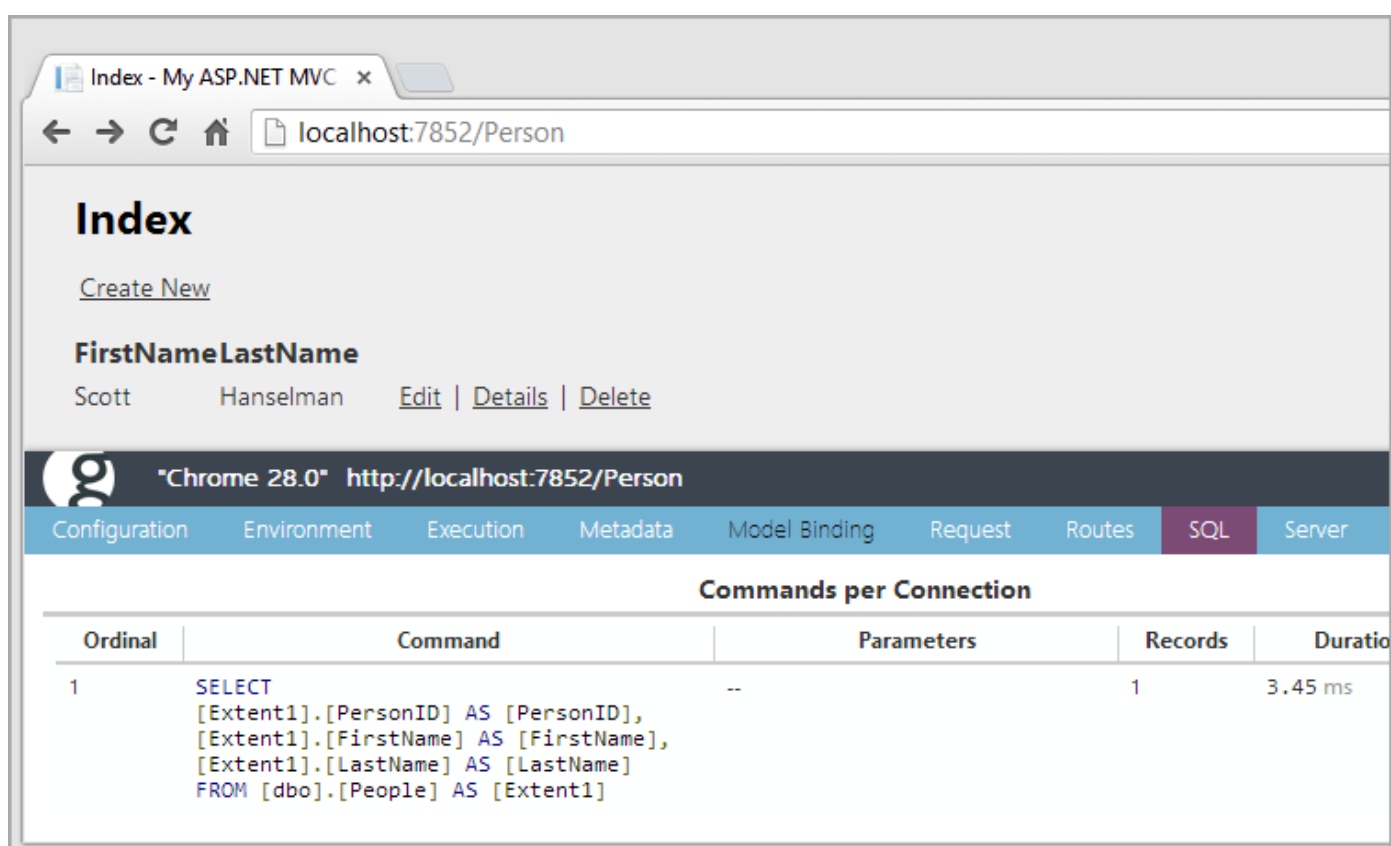 Index - My ASP.NET MVC
localhost:7852/Person
Index
Create New
FirstName LastName
Scott Hanselman Edit | Details | Delete
g "Chrome 28.0" http://localhost:7852/Person
Configuration Environment Execution Metadata Model Binding Request Routes SQL Server
Commands per Connection
Ordinal Command Parameters Records Duratio
1 SELECT -- 1 3.45 ms
[Extent1].[PersonID] AS [PersonID],
[Extent1].[FirstName] AS [FirstName],
[Extent1].[LastName] AS [LastName]
FROM [dbo].[People] AS [Extent1]